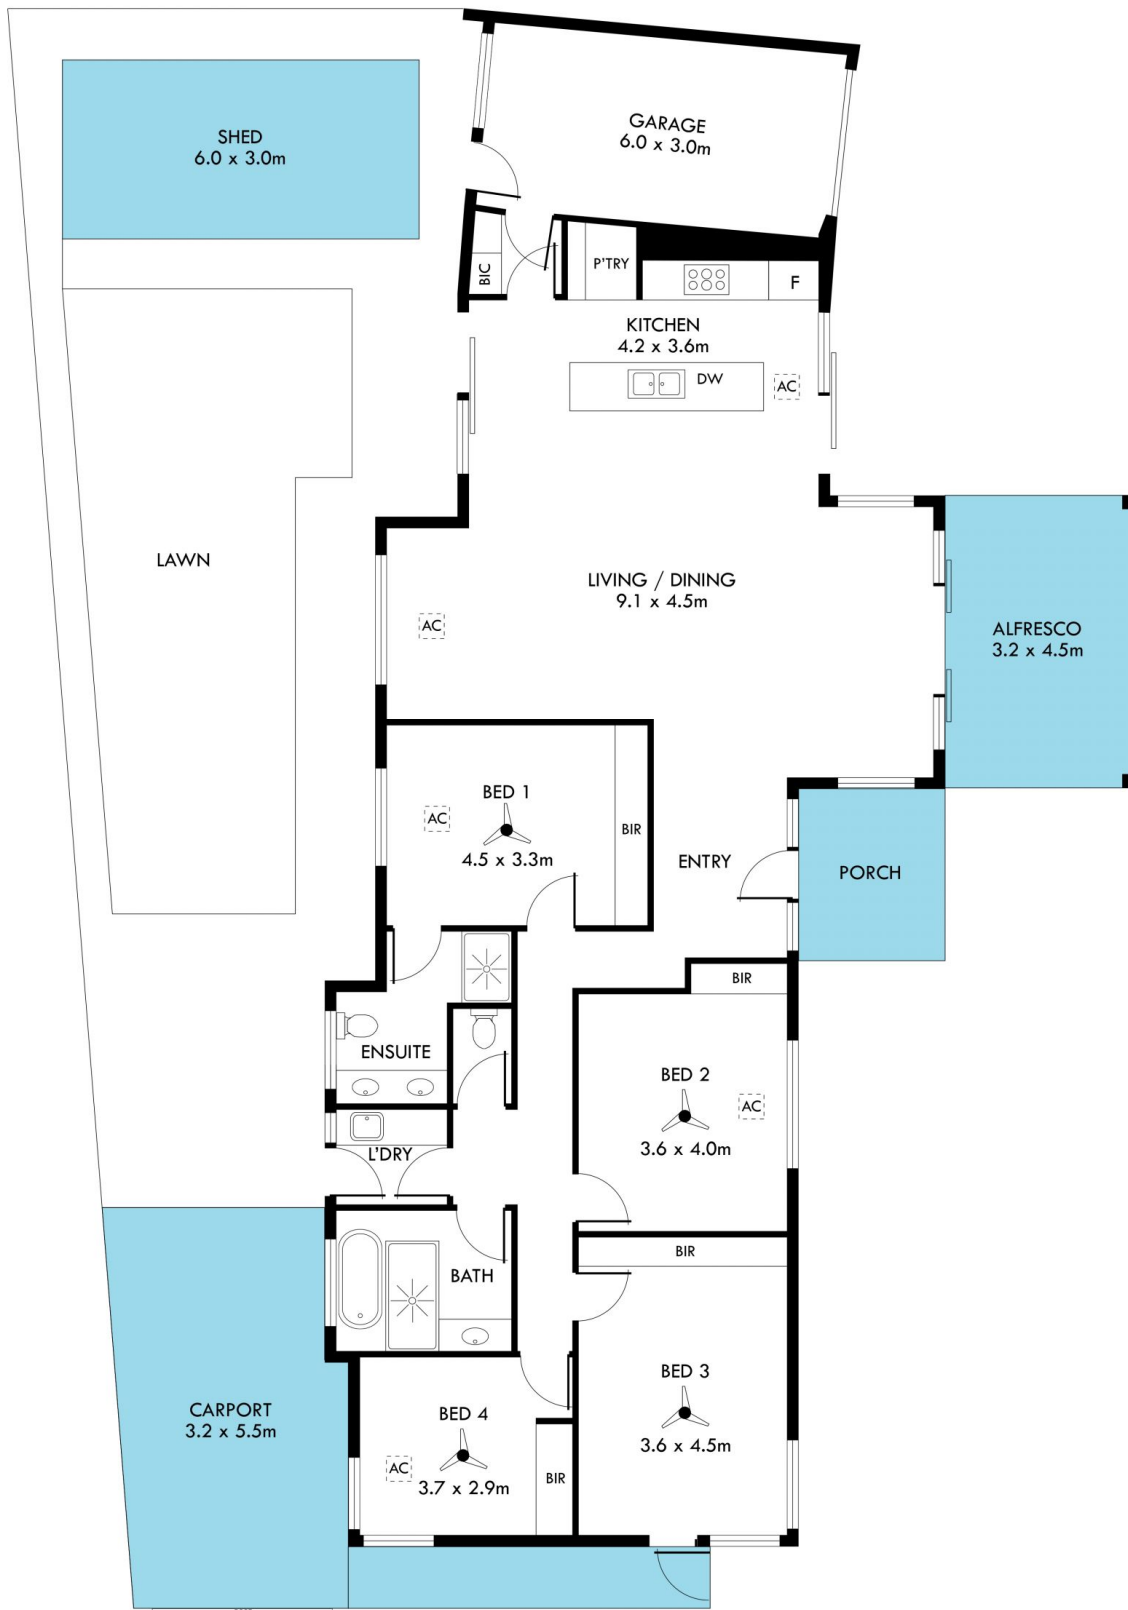 SHED
6.0 x 3.0m
GARAGE
6.0 x 3.0m
BIC
P'TRY
F
KITCHEN
4.2 x 3.6m
DW
AC
LAWN
LIVING / DINING
9.1 x 4.5m
AC
ALFRESCO
3.2 x 4.5m
BED 1
AC
4.5 x 3.3m
BIR
ENTRY
PORCH
BIR
ENSUITE
BED 2
AC
3.6 x 4.0m
L'DRY
BATH
BIR
BED 3
3.6 x 4.5m
CARPORT
3.2 x 5.5m
BED 4
AC
3.7 x 2.9m
BIR